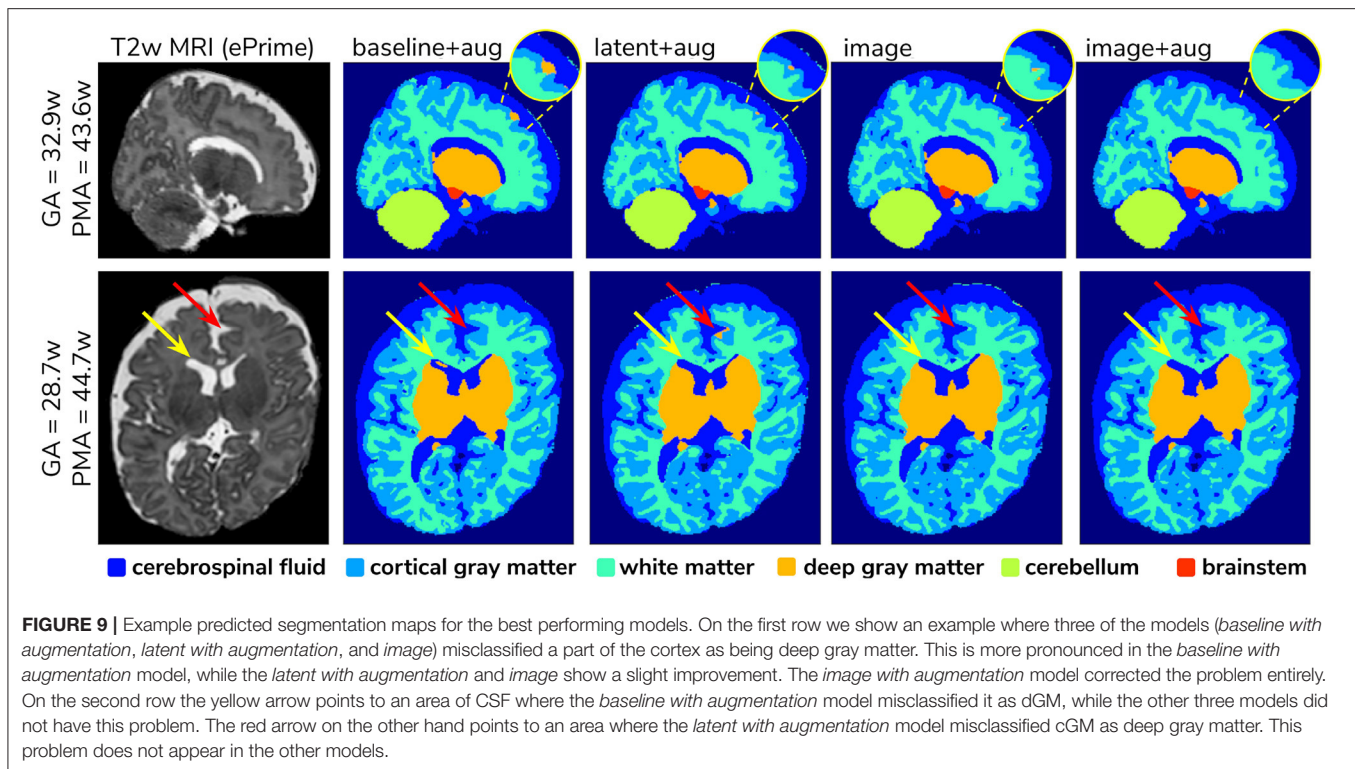 T2w MRI (ePrime)
baseline+aug
latent+aug
image
image+aug
GA = 32.9w
PMA = 43.6w
GA = 28.7w
PMA = 44.7w
cerebrospinal fluid
cortical gray matter
white matter
deep gray matter
cerebellum
brainstem
FIGURE 9 | Example predicted segmentation maps for the best performing models. On the first row we show an example where three of the models (baseline with
augmentation, latent with augmentation, and image) misclassified a part of the cortex as being deep gray matter. This is more pronounced in the baseline with
augmentation model, while the latent with augmentation and image show a slight improvement. The image with augmentation model corrected the problem entirely.
On the second row the yellow arrow points to an area of CSF where the baseline with augmentation model misclassified it as dGM, while the other three models did
not have this problem. The red arrow on the other hand points to an area where the latent with augmentation model misclassified cGM as deep gray matter. This
problem does not appear in the other models.